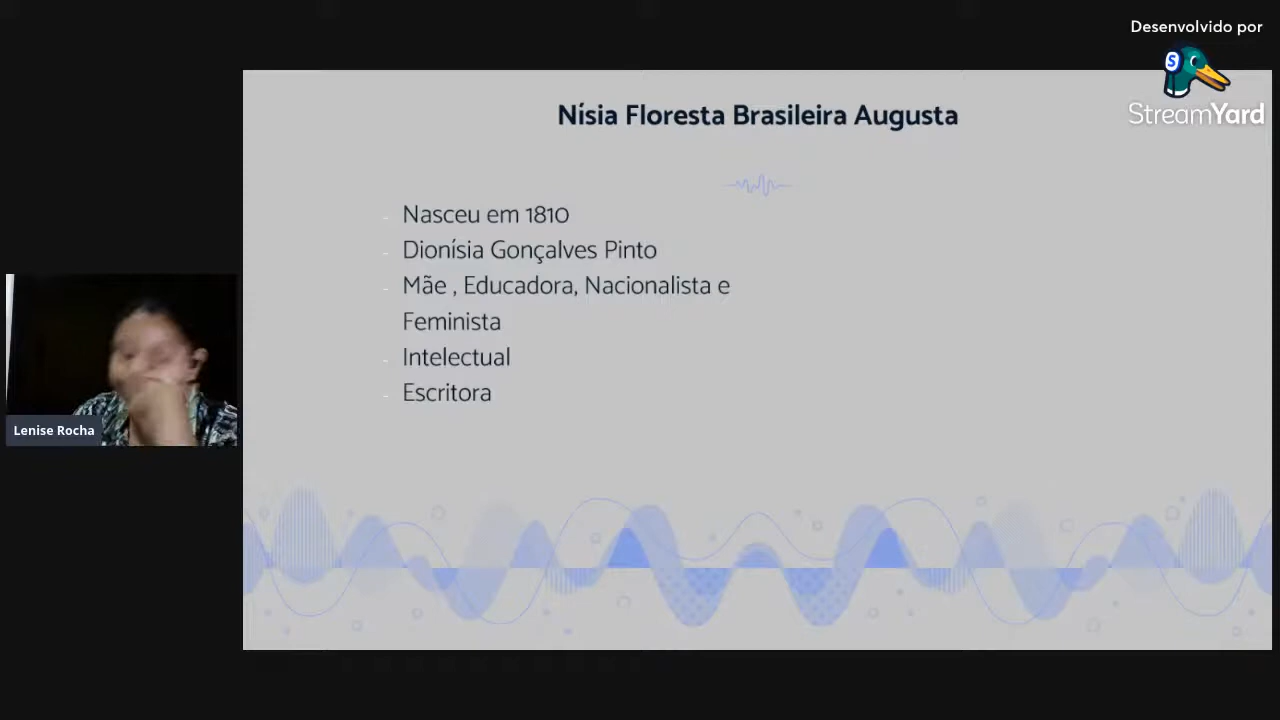 Desenvolvido por
StreamYard
Nísia Floresta Brasileira Augusta
- Nasceu em 1810
- Dionísia Gonçalves Pinto
- Mãe , Educadora, Nacionalista e
Feminista
- Intelectual
- Escritora
Lenise Rocha